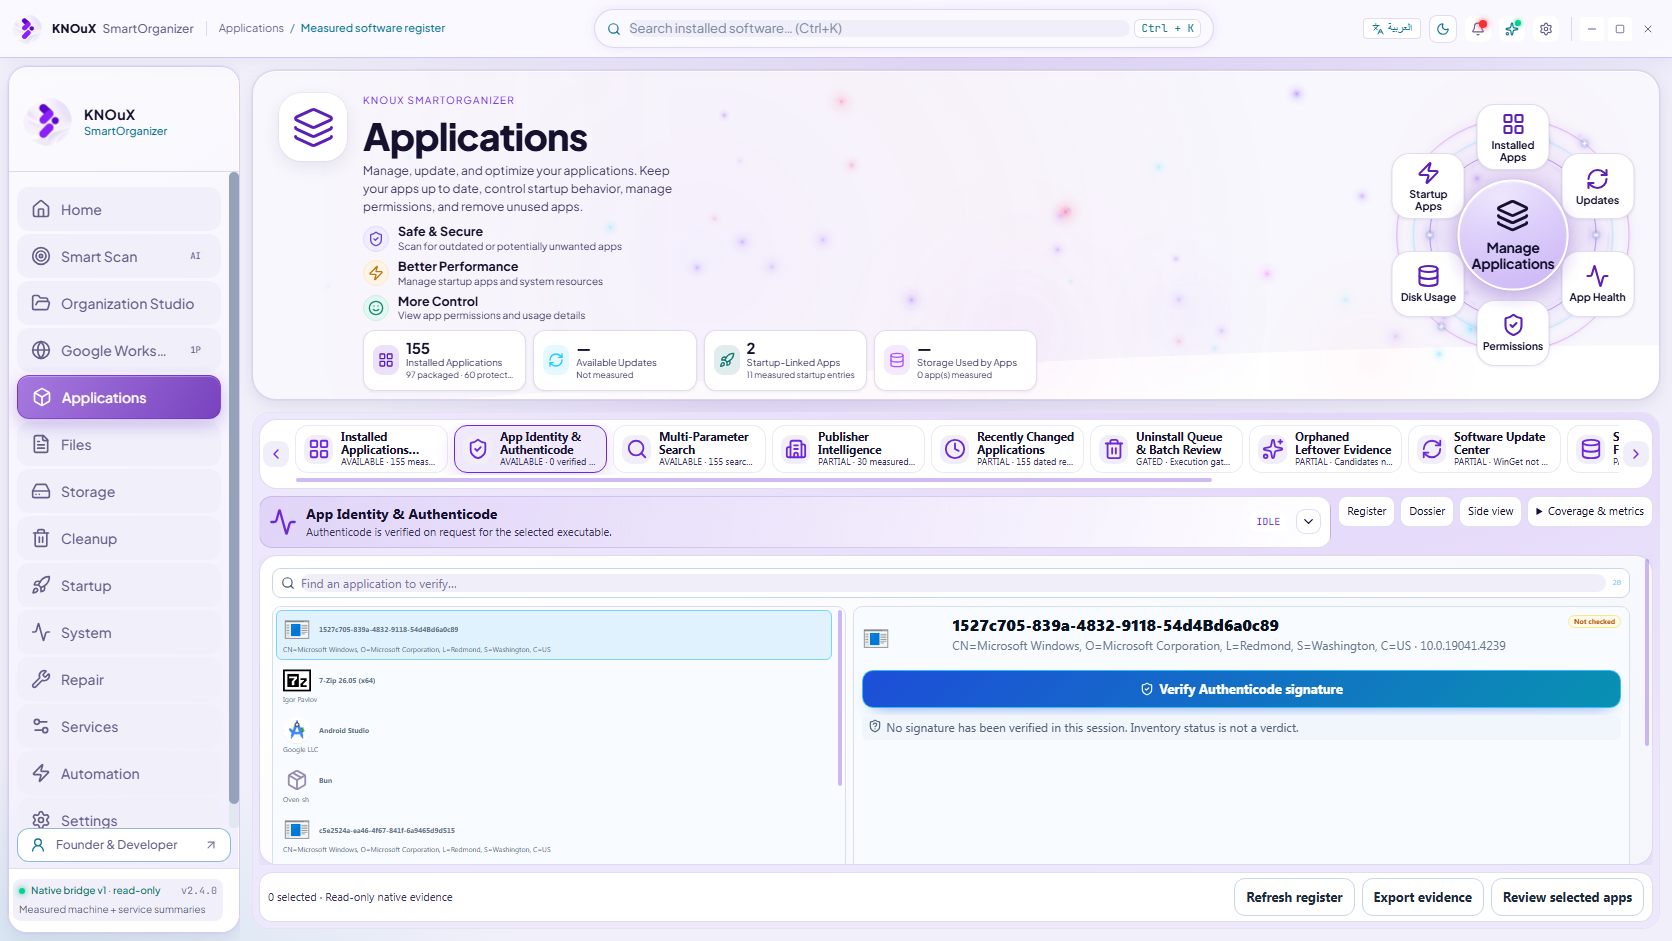 KNOuX SmartOrganizer
Applications / Measured software register
Search installed software... (Ctrl+K)
Ctrl + K
العربية
KNOuX
SmartOrganizer
Home
Smart Scan AI
Organization Studio
Google Works... 1P
Applications
Files
Storage
Cleanup
Startup
System
Repair
Services
Automation
Settings
Founder & Developer
Native bridge v1 · read-only v2.4.0
Measured machine + service summaries
KNOUX SMARTORGANIZER
Applications
Manage, update, and optimize your applications. Keep
your apps up to date, control startup behavior, manage
permissions, and remove unused apps.
Safe & Secure
Scan for outdated or potentially unwanted apps
Better Performance
Manage startup apps and system resources
More Control
View app permissions and usage details
155
Installed Applications
97 packaged · 60 protect...
—
Available Updates
Not measured
2
Startup-Linked Apps
11 measured startup entries
—
Storage Used by Apps
0 app(s) measured
Installed
Apps
Startup
Apps
Updates
Manage
Applications
Disk Usage
App Health
Permissions
Installed
Applications...
AVAILABLE · 155 meas...
App Identity &
Authenticode
AVAILABLE · 0 verified ...
Multi-Parameter
Search
AVAILABLE · 155 searc...
Publisher
Intelligence
PARTIAL · 30 measured...
Recently Changed
Applications
PARTIAL · 155 dated re...
Uninstall Queue
& Batch Review
GATED · Execution gat...
Orphaned
Leftover Evidence
PARTIAL · Candidates n...
Software Update
Center
PARTIAL · WinGet not ...
App Identity & Authenticode
Authenticode is verified on request for the selected executable.
IDLE
Register
Dossier
Side view
Coverage & metrics
Find an application to verify...
20
1527c705-839a-4832-9118-54d4Bd6a0c89
CN=Microsoft Windows, O=Microsoft Corporation, L=Redmond, S=Washington, C=US
7-Zip 26.05 (x64)
Igor Pavlov
Android Studio
Google LLC
Bun
Oven-sh
c5e2524a-ea46-4f67-841f-6a9465d9d515
CN=Microsoft Windows, O=Microsoft Corporation, L=Redmond, S=Washington, C=US
1527c705-839a-4832-9118-54d4Bd6a0c89
CN=Microsoft Windows, O=Microsoft Corporation, L=Redmond, S=Washington, C=US · 10.0.19041.4239
Not checked
Verify Authenticode signature
No signature has been verified in this session. Inventory status is not a verdict.
0 selected · Read-only native evidence
Refresh register
Export evidence
Review selected apps